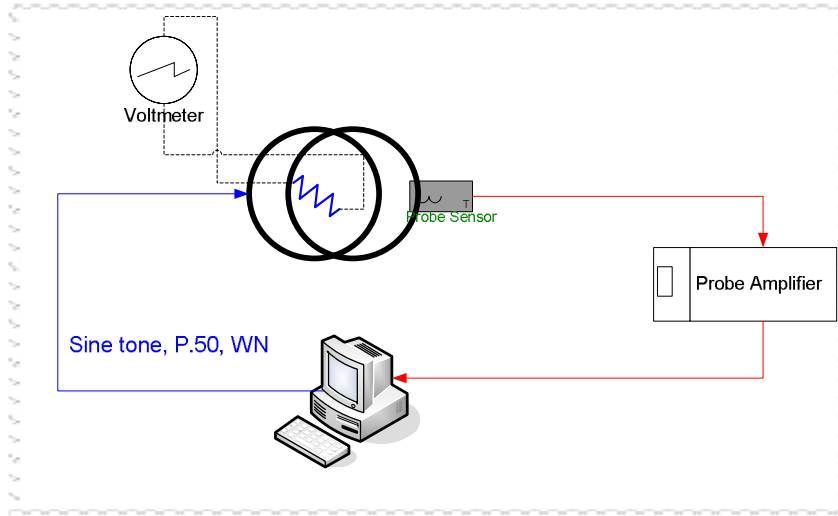 Voltmeter
T
Probe Sensor
Probe Amplifier
Sine tone, P.50, WN